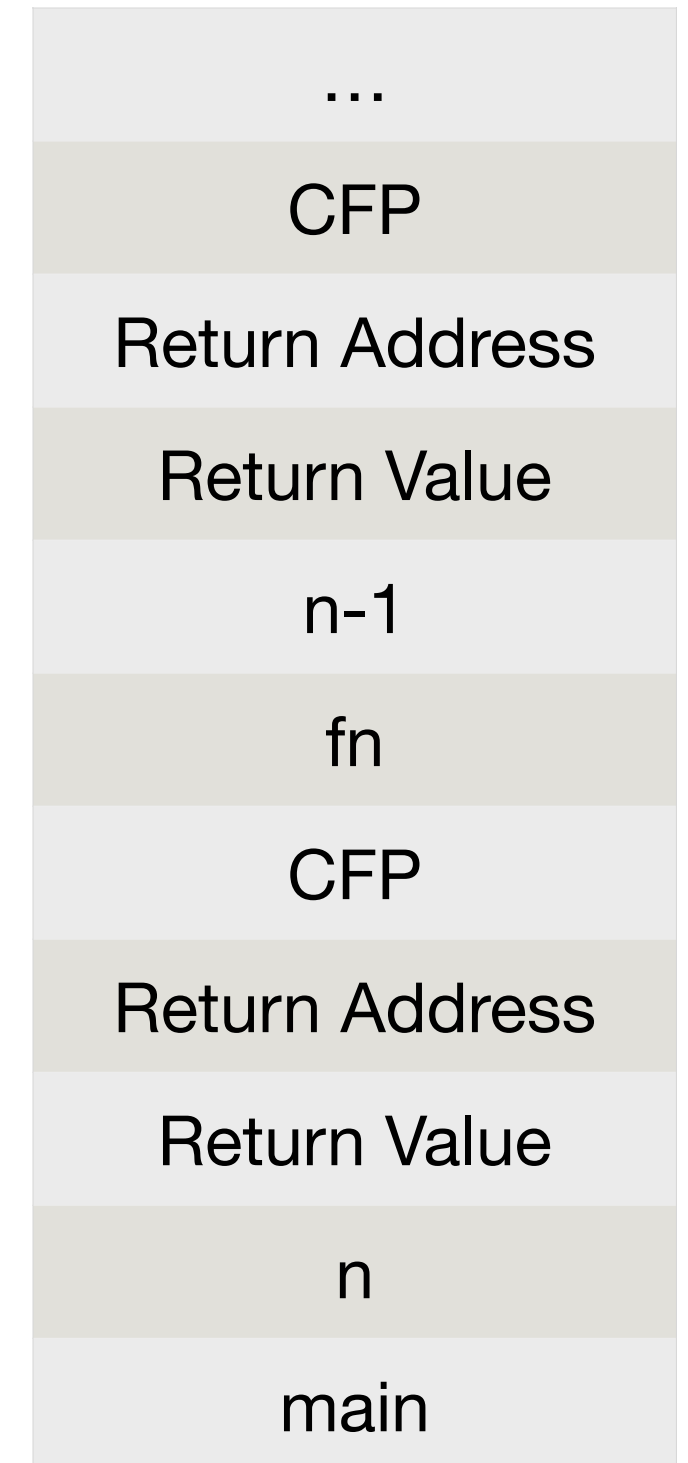 ...
CFP
Return Address
Return Value
n-1
fn
CFP
Return Address
Return Value
n
main